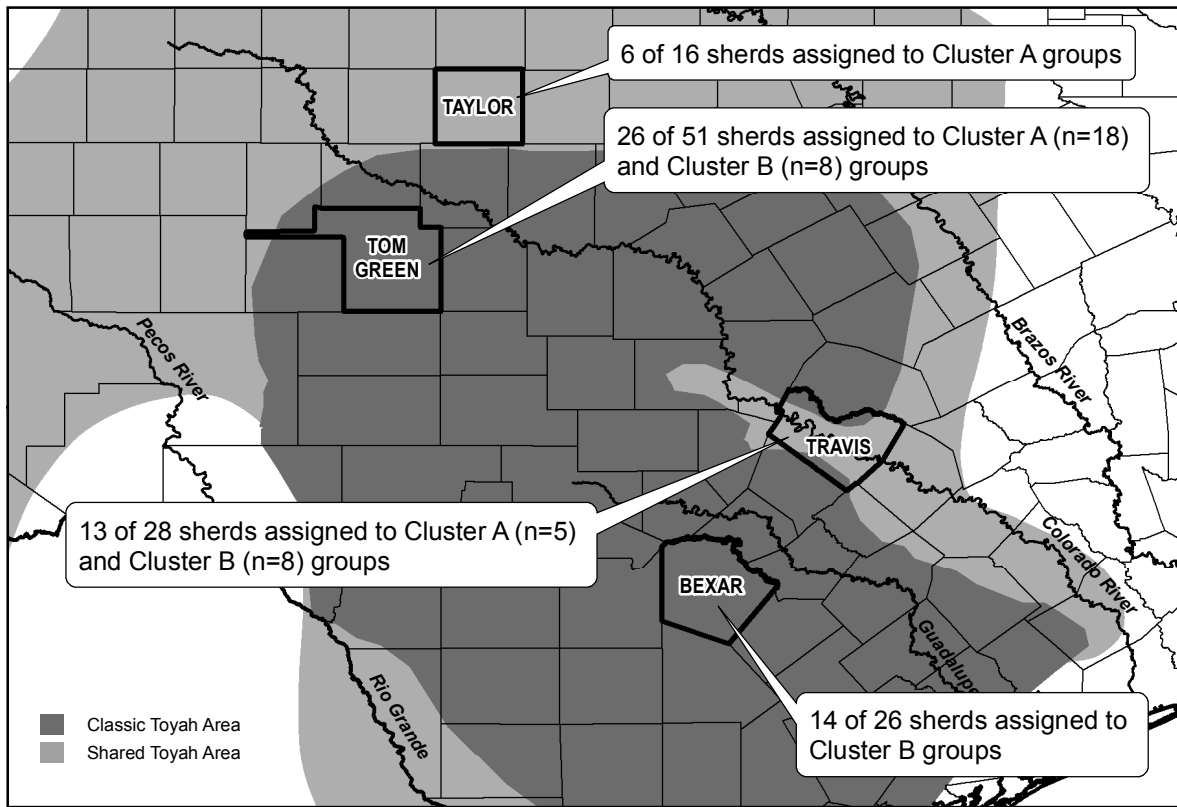 6 of 16 sherds assigned to Cluster A groups
TAYLOR
26 of 51 sherds assigned to Cluster A (n=18)
and Cluster B (n=8) groups
TOM
GREEN
Pecos River
Brazos River
TRAVIS
13 of 28 sherds assigned to Cluster A (n=5)
and Cluster B (n=8) groups
Colorado River
BEXAR
Guadalupe
Rio Grande
14 of 26 sherds assigned to
Cluster B groups
Classic Toyah Area
Shared Toyah Area